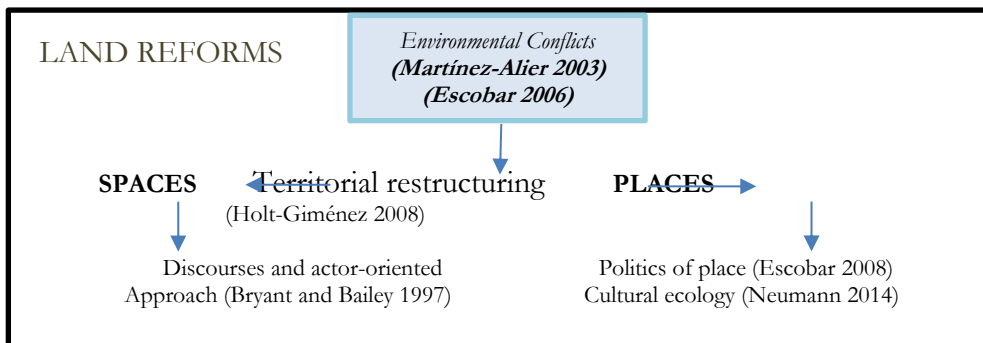 LAND REFORMS
Environmental Conflicts
(Martínez-Alier 2003)
(Escobar 2006)
SPACES
Territorial restructuring
(Holt-Giménez 2008)
PLACES
Discourses and actor-oriented
Approach (Bryant and Bailey 1997)
Politics of place (Escobar 2008)
Cultural ecology (Neumann 2014)